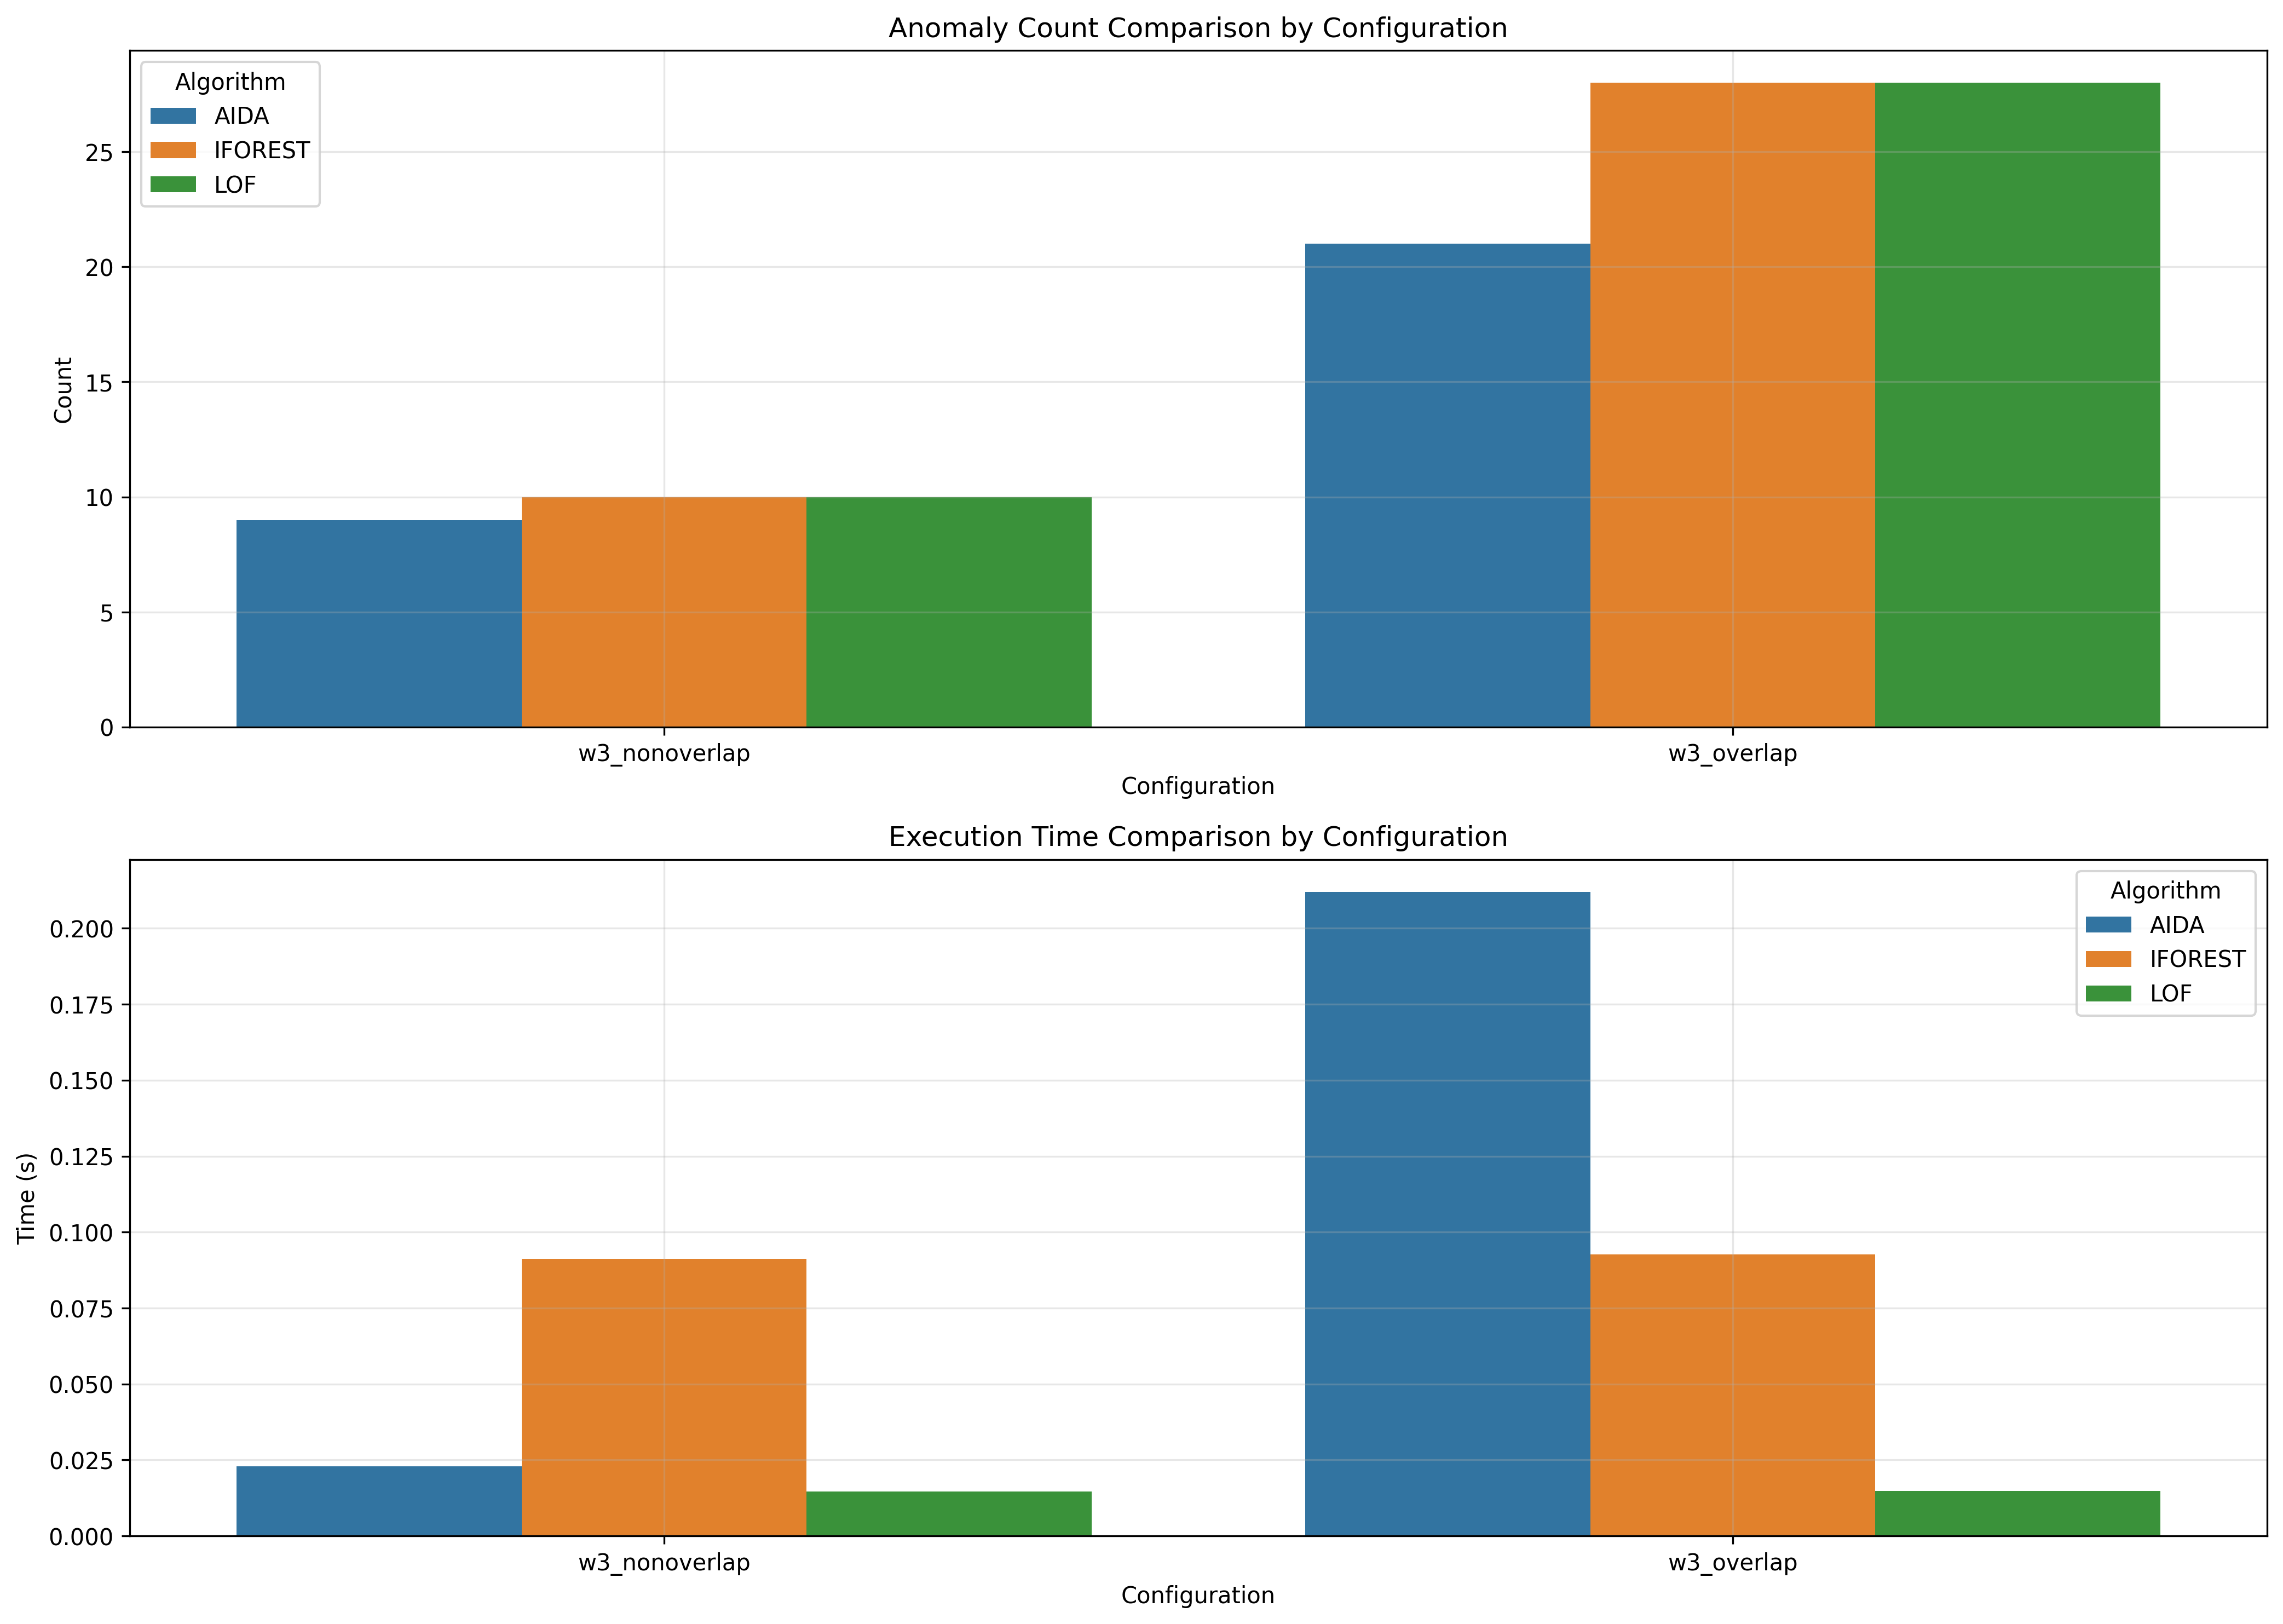 Anomaly Count Comparison by Configuration
Algorithm
AIDA
IFOREST
LOF
Count
25
20
15
10
5
0
w3_nonoverlap
w3_overlap
Configuration
Execution Time Comparison by Configuration
Algorithm
AIDA
IFOREST
LOF
Time (s)
0.200
0.175
0.150
0.125
0.100
0.075
0.050
0.025
0.000
w3_nonoverlap
w3_overlap
Configuration